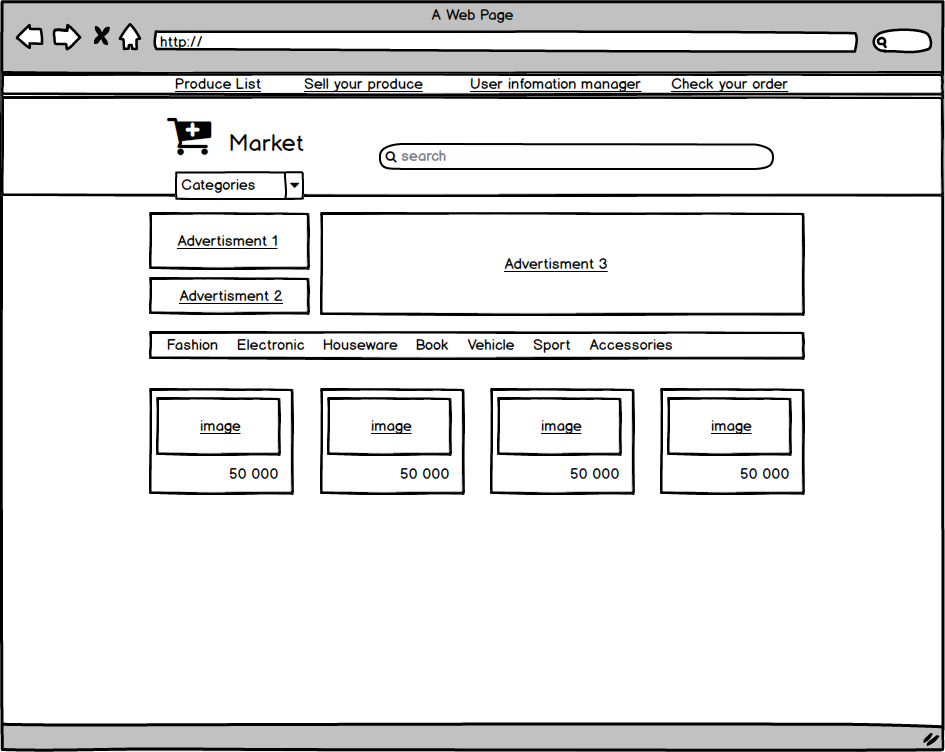 A Web Page
http://
Produce List Sell your produce User infomation manager Check your order
Market
search
Categories
Advertisment 1
Advertisment 2
Advertisment 3
Fashion Electronic Houseware Book Vehicle Sport Accessories
image image image image
50 000 50 000 50 000 50 000